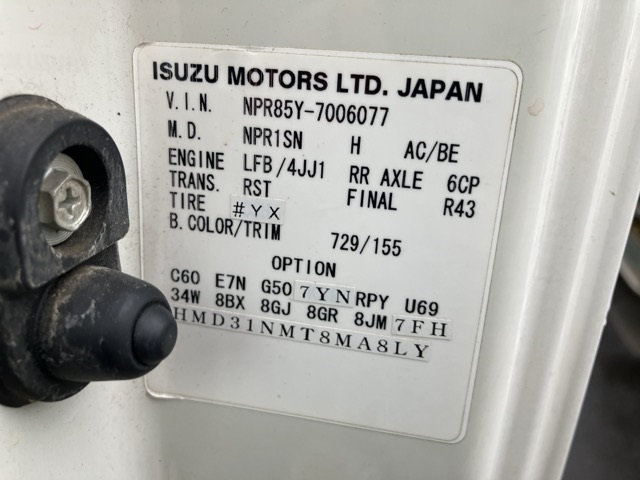 ISUZU MOTORS LTD. JAPAN
V.I.N. NPR85Y-7006077
M.D. NPR1SN H AC/BE
ENGINE LFB/4JJ1 RR AXLE 6CP
TRANS. RST FINAL R43
TIRE #YX
B.COLOR/TRIM 729/155
OPTION
C60 E7N G50 7YN RPY U69
34W 8BX 8GJ 8GR 8JM 7FH
HMD31NMT8MA8LY